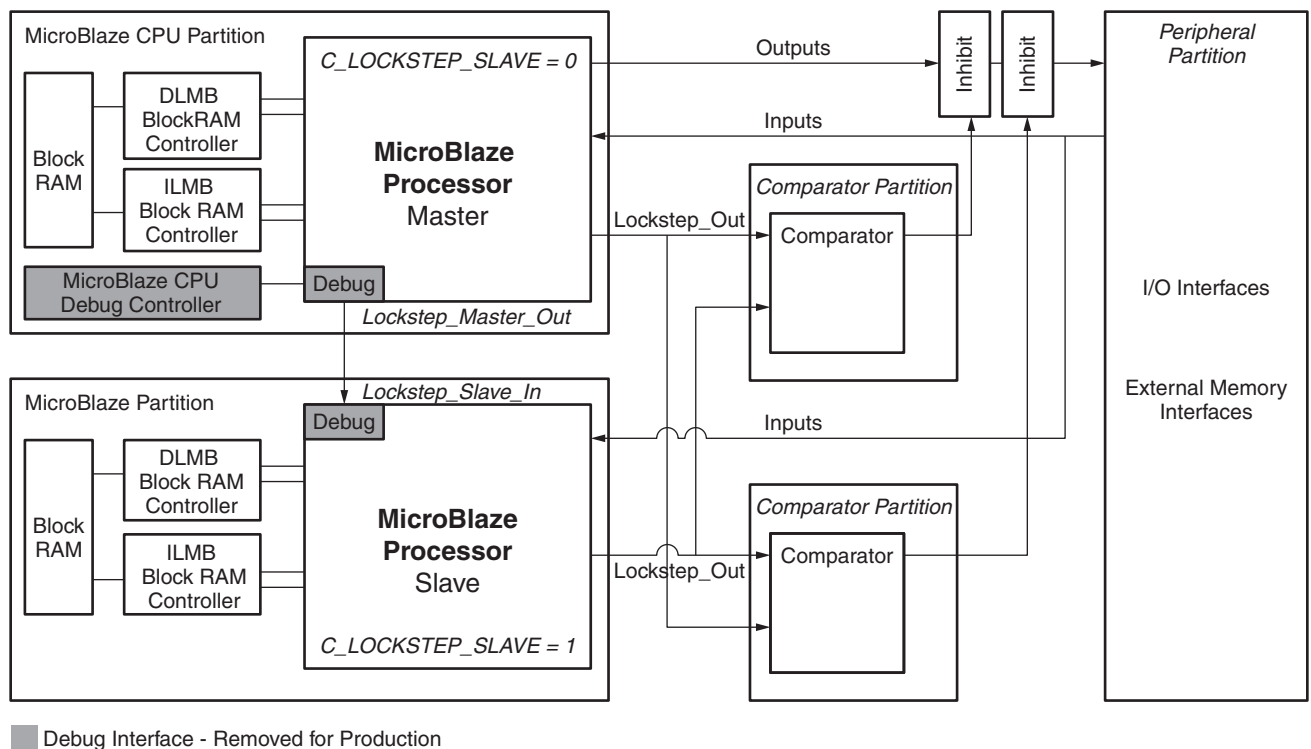 MicroBlaze CPU Partition
C_LOCKSTEP_SLAVE = 0
DLMB
BlockRAM
Controller
Block
RAM
ILMB
Block RAM
Controller
MicroBlaze
Processor
Master
MicroBlaze CPU
Debug Controller
Debug
Lockstep_Master_Out
Outputs
Inputs
Lockstep_Out
Inhibit
Inhibit
Comparator Partition
Comparator
Peripheral
Partition
I/O Interfaces
External Memory
Interfaces
MicroBlaze Partition
Lockstep_Slave_In
Debug
DLMB
Block RAM
Controller
Block
RAM
ILMB
Block RAM
Controller
MicroBlaze
Processor
Slave
C_LOCKSTEP_SLAVE = 1
Inputs
Lockstep_Out
Comparator Partition
Comparator
Debug Interface - Removed for Production